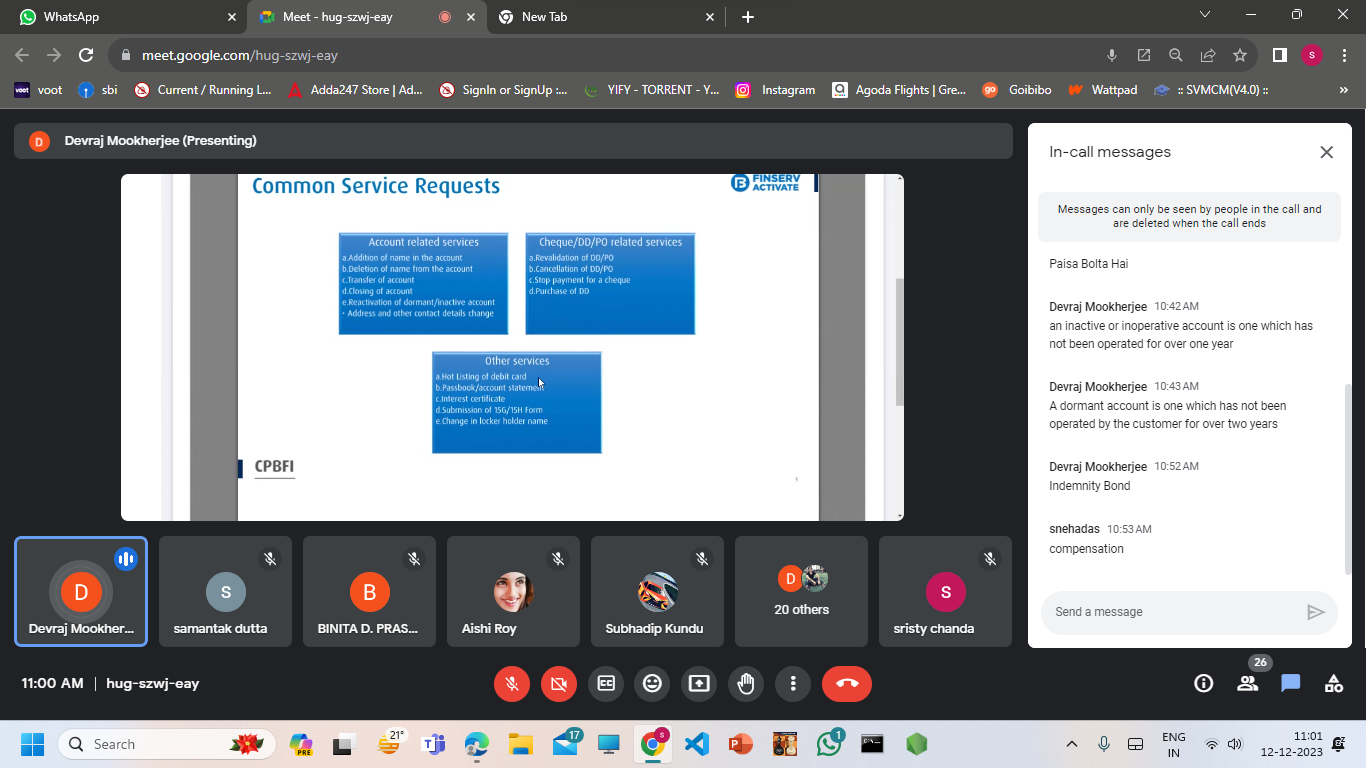 WhatsApp
Meet - hug-szwj-eay
New Tab
meet.google.com/hug-szwj-eay
S
voot
voot
sbi
Current / Running L...
Adda247 Store | Ad...
SignIn or SignUp :...
YIFY - TORRENT - Y...
Instagram
Agoda Flights | Gre...
go
Goibibo
Wattpad
:: SVMCM(V4.0) ::
»
D
Devraj Mookherjee (Presenting)
Common Service Requests
FINSERV
ACTIVATE
Account related services
a.Addition of name in the account
b.Deletion of name from the account
c.Transfer of account
d.Closing of account
e.Reactivation of dormant/inactive account
• Address and other contact details change
Cheque/DD/PO related services
a.Revalidation of DD/PO
b.Cancellation of DD/PO
c.Stop payment for a cheque
d.Purchase of DD
Other services
a.Hot Listing of debit card
b.Passbook/account statement
c.Interest certificate
d.Submission of 15G/15H Form
e.Change in locker holder name
CPBFI
In-call messages
Messages can only be seen by people in the call and
are deleted when the call ends
Paisa Bolta Hai
Devraj Mookherjee 10:42 AM
an inactive or inoperative account is one which has
not been operated for over one year
Devraj Mookherjee 10:43 AM
A dormant account is one which has not been
operated by the customer for over two years
Devraj Mookherjee 10:52 AM
Indemnity Bond
snehadas 10:53 AM
compensation
Send a message
D
Devraj Mookher...
s
samantak dutta
B
BINITA D. PRAS...
Aishi Roy
Subhadip Kundu
D
20 others
S
sristy chanda
11:00 AM | hug-szwj-eay
CC
26
Search
PRE
21°
17
S
1
ENG
IN
11:01
12-12-2023